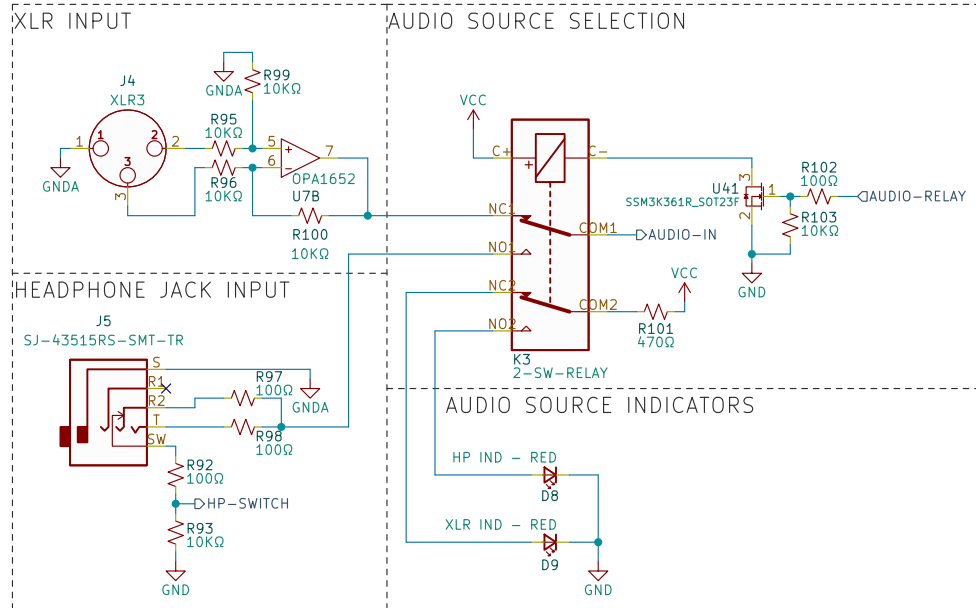 XLR INPUT
AUDIO SOURCE SELECTION
J4
XLR3
1
1
2
2
3
3
GNDA
GNDA
R99
10KΩ
R95
10KΩ
R96
10KΩ
5
+
6
-
7
OPA1652
U7B
R100
10KΩ
VCC
C+
+
C-
NC1
COM1
AUDIO-IN
NO1
NC2
COM2
NO2
K3
2-SW-RELAY
R101
470Ω
VCC
3
U41
SSM3K361R_SOT23F
1
2
R102
100Ω
AUDIO-RELAY
R103
10KΩ
GND
HEADPHONE JACK INPUT
J5
SJ-43515RS-SMT-TR
S
R1
R2
T
SW
R97
100Ω
GNDA
R98
100Ω
R92
100Ω
HP-SWITCH
R93
10KΩ
GND
AUDIO SOURCE INDICATORS
HP IND - RED
D8
XLR IND - RED
D9
GND